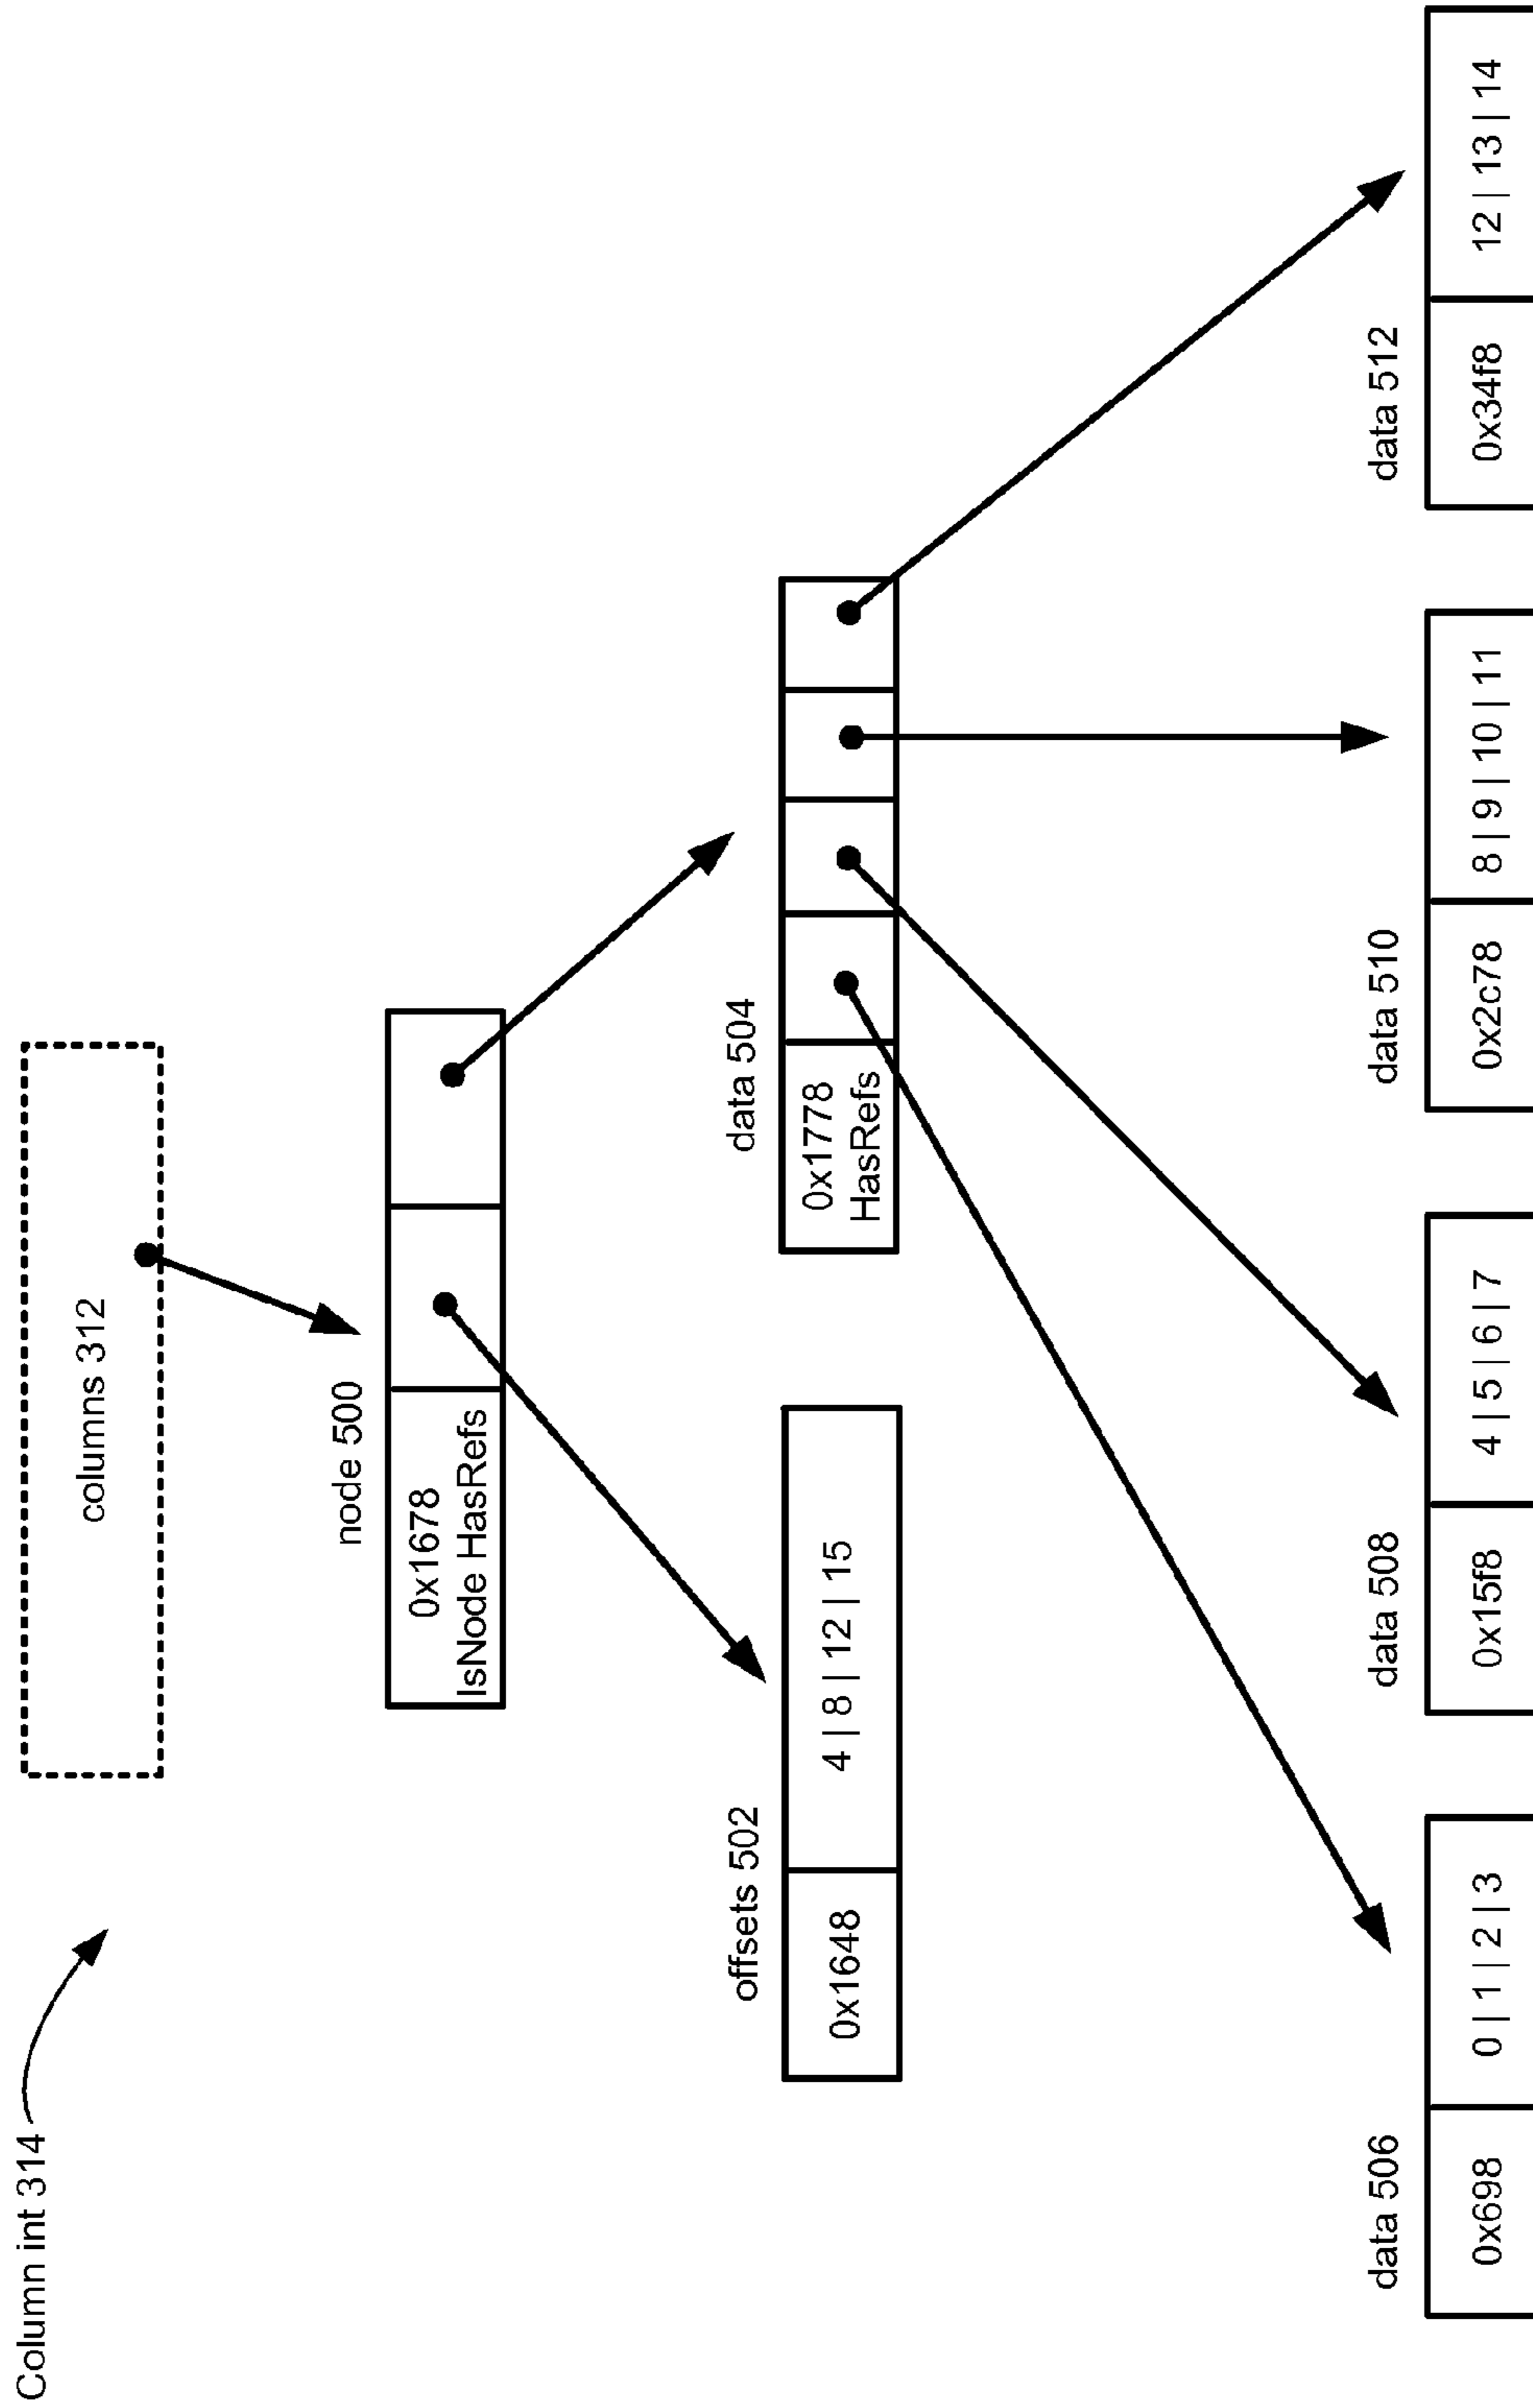 Column int 314
columns 312
node 500
0x1678
IsNode HasRefs
offsets 502
0x1648
4 | 8 | 12 | 15
data 504
0x1778
HasRefs
data 506
0x698
0 | 1 | 2 | 3
data 508
0x15f8
4 | 5 | 6 | 7
data 510
0x2c78
8 | 9 | 10 | 11
data 512
0x34f8
12 | 13 | 14